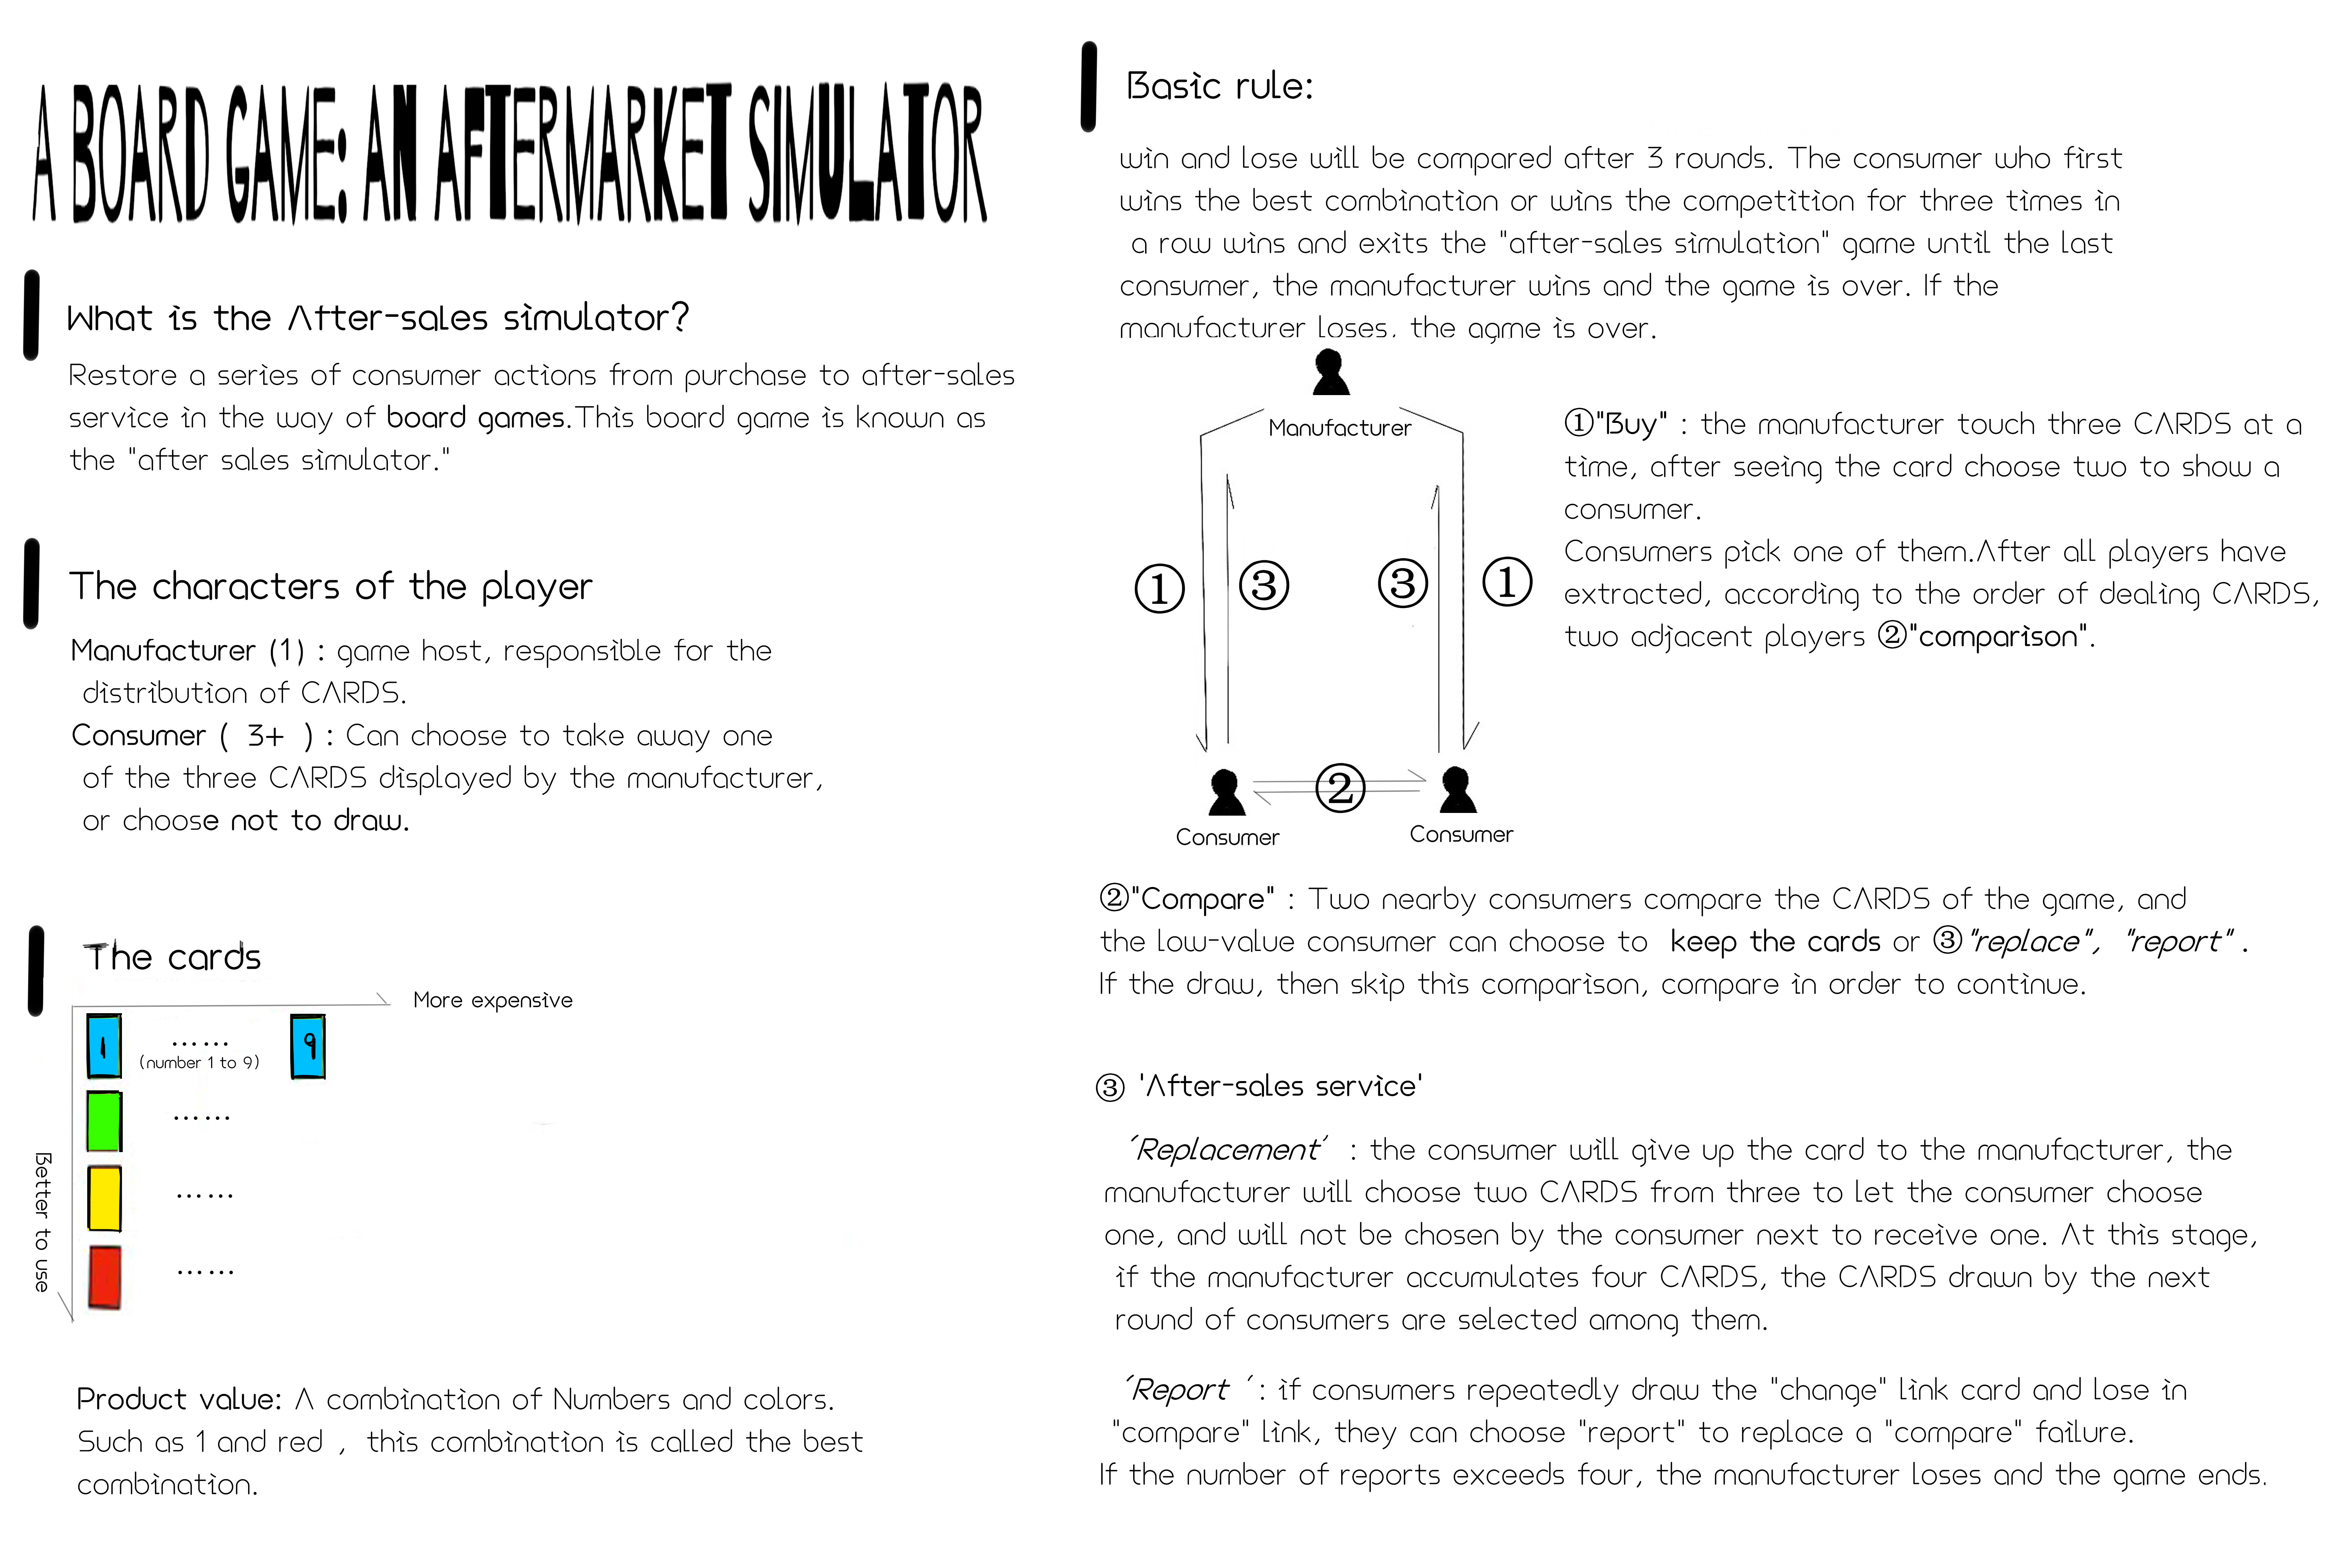 A BOARD GAME: AN AFTERMARKET SIMULATOR
What is the After-sales simulator?
Restore a series of consumer actions from purchase to after-sales
service in the way of board games.This board game is known as
the "after sales simulator."
The characters of the player
Manufacturer (1) : game host, responsible for the
distribution of CARDS.
Consumer ( 3+ ) : Can choose to take away one
of the three CARDS displayed by the manufacturer,
or choose not to draw.
The cards
More expensive
1 …… 9
(number 1 to 9)
……
……
……
Better to use
Product value: A combination of Numbers and colors.
Such as 1 and red , this combination is called the best
combination.
Basic rule:
win and lose will be compared after 3 rounds. The consumer who first
wins the best combination or wins the competition for three times in
a row wins and exits the "after-sales simulation" game until the last
consumer, the manufacturer wins and the game is over. If the
manufacturer loses, the game is over.
Manufacturer
① ③ ③ ①
②
Consumer
Consumer
①"Buy" : the manufacturer touch three CARDS at a
time, after seeing the card choose two to show a
consumer.
Consumers pick one of them.After all players have
extracted, according to the order of dealing CARDS,
two adjacent players ②"comparison".
②"Compare" : Two nearby consumers compare the CARDS of the game, and
the low-value consumer can choose to keep the cards or ③"replace", "report" .
If the draw, then skip this comparison, compare in order to continue.
③ 'After-sales service'
'Replacement' : the consumer will give up the card to the manufacturer, the
manufacturer will choose two CARDS from three to let the consumer choose
one, and will not be chosen by the consumer next to receive one. At this stage,
if the manufacturer accumulates four CARDS, the CARDS drawn by the next
round of consumers are selected among them.
'Report ' : if consumers repeatedly draw the "change" link card and lose in
"compare" link, they can choose "report" to replace a "compare" failure.
If the number of reports exceeds four, the manufacturer loses and the game ends.